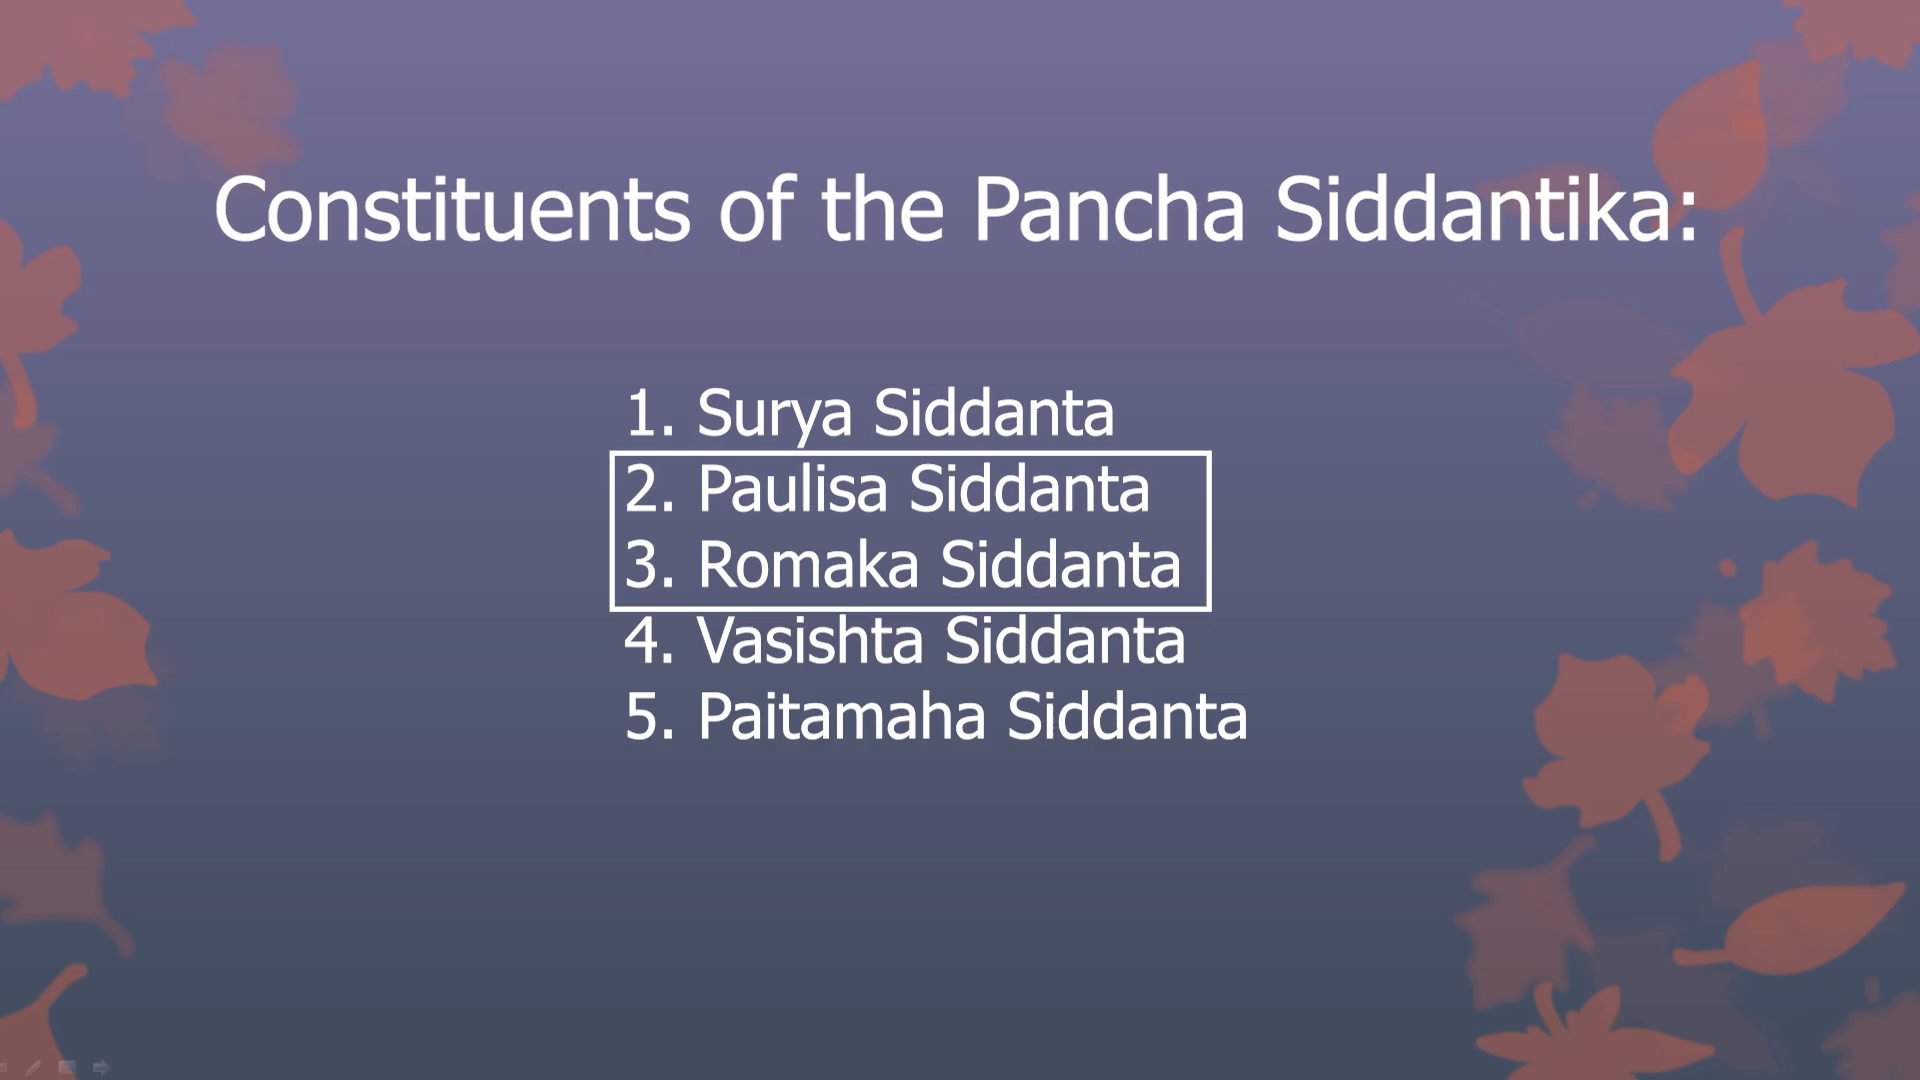 Constituents of the Pancha Siddantika:
1. Surya Siddanta
2. Paulisa Siddanta
3. Romaka Siddanta
4. Vasishta Siddanta
5. Paitamaha Siddanta